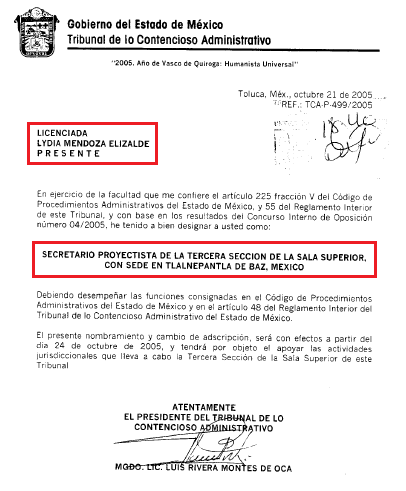 Gobierno del Estado de México
Tribunal de lo Contencioso Administrativo
"2005. Año de Vasco de Quiroga: Humanista Universal"
Toluca, Méx., octubre 21 de 2005
REF.: TCA-P-499/2005
LICENCIADA
LYDIA MENDOZA ELIZALDE
P R E S E N T E
En ejercicio de la facultad que me confiere el artículo 225 fracción V del Código de
Procedimientos Administrativos del Estado de México, y 55 del Reglamento Interior
de este Tribunal, y con base en los resultados del Concurso Interno de Oposición
número 04/2005, he tenido a bien designar a usted como:
SECRETARIO PROYECTISTA DE LA TERCERA SECCION DE LA SALA SUPERIOR,
CON SEDE EN TLALNEPANTLA DE BAZ, MEXICO
Debiendo desempeñar las funciones consignadas en el Código de Procedimientos
Administrativos del Estado de México y en el artículo 48 del Reglamento Interior del
Tribunal de lo Contencioso Administrativo del Estado de México.
El presente nombramiento y cambio de adscripción, será con efectos a partir del
día 24 de octubre de 2005, y tendrá por objeto el apoyar las actividades
jurisdiccionales que lleva a cabo la Tercera Sección de la Sala Superior de este
Tribunal
ATENTAMENTE
EL PRESIDENTE DEL TRIBUNAL DE LO
CONTENCIOSO ADMINISTRATIVO
MGDO. LIC. LUIS RIVERA MONTES DE OCA